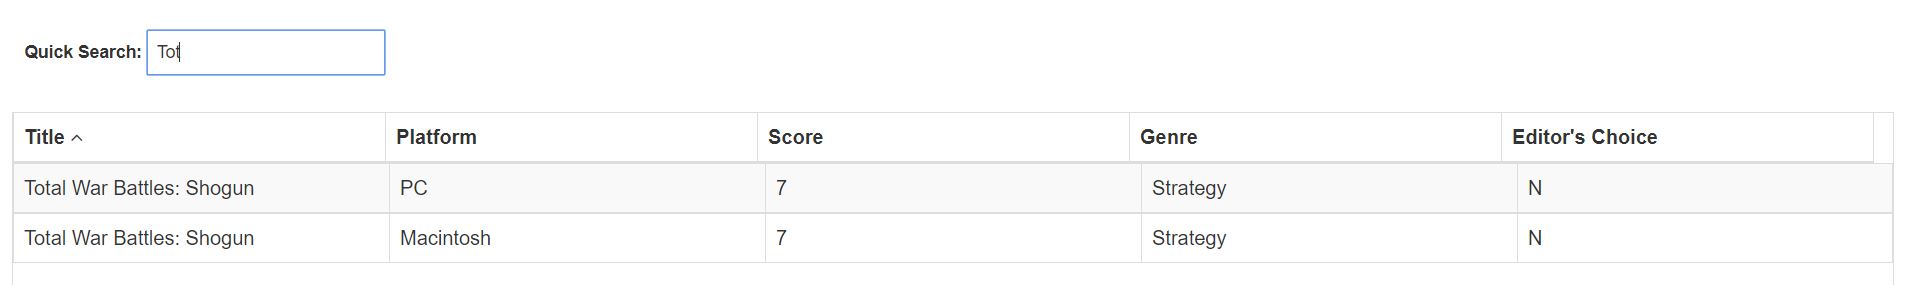 Quick Search: Tot
Title Platform Score Genre Editor's Choice
Total War Battles: Shogun PC 7 Strategy N
Total War Battles: Shogun Macintosh 7 Strategy N